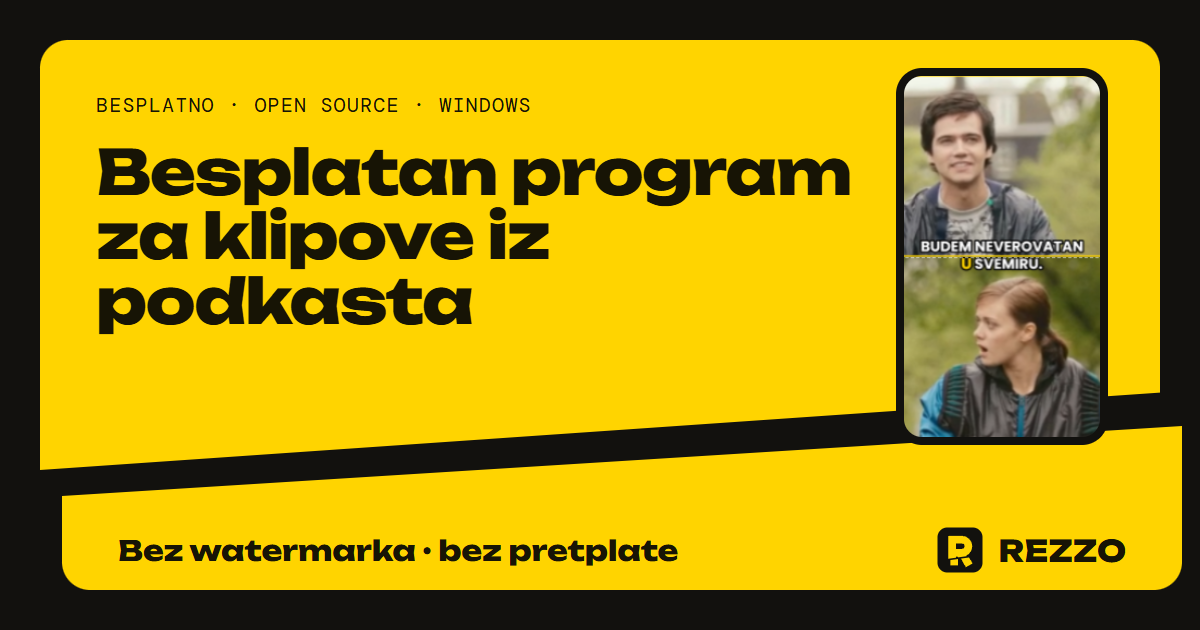 BESPLATNO · OPEN SOURCE · WINDOWS
Besplatan program
za klipove iz
podkasta
BUDEM NEVEROVATAN
U SVEMIRU.
Bez watermarka · bez pretplate
REZZO